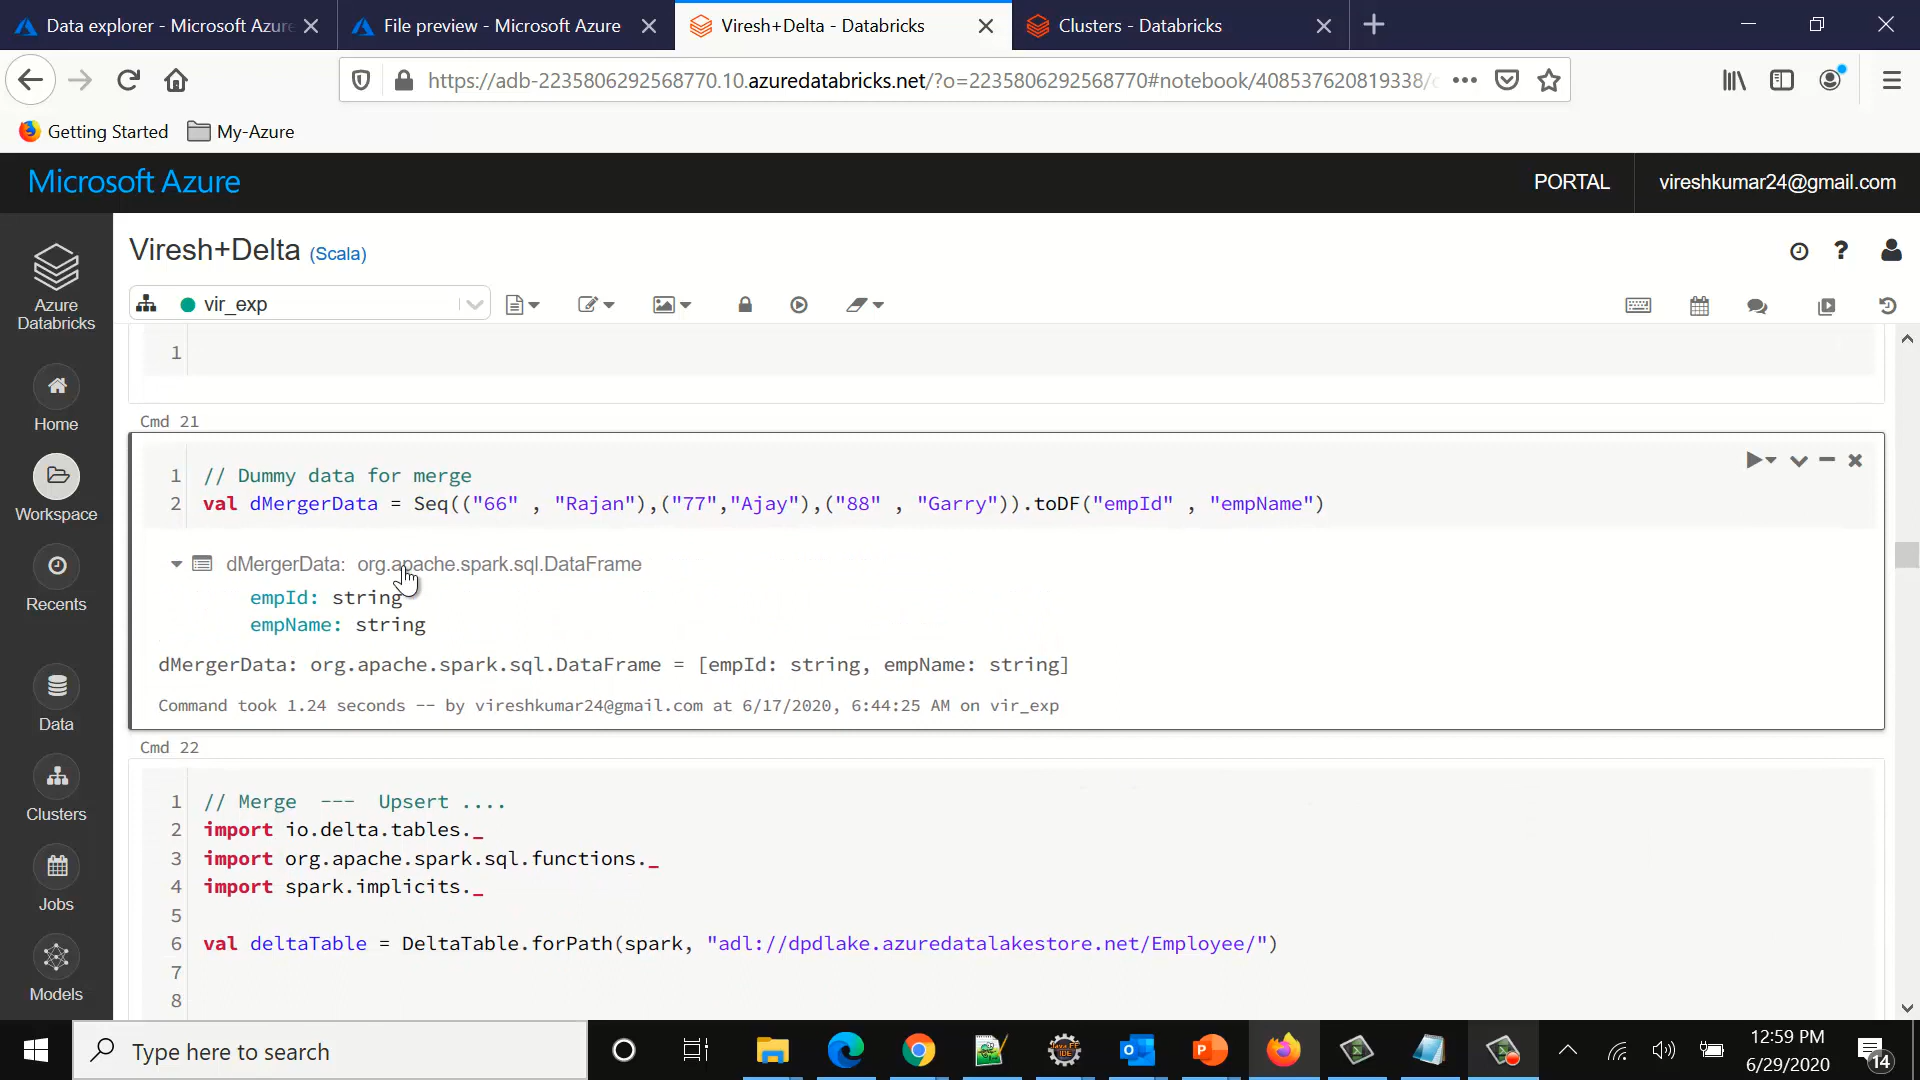 Data explorer - Microsoft Azure
File preview - Microsoft Azure
Viresh+Delta - Databricks
Clusters - Databricks
https://adb-2235806292568770.10.azuredatabricks.net/?o=2235806292568770#notebook/408537620819338/
Getting Started
My-Azure
Microsoft Azure
PORTAL
vireshkumar24@gmail.com
Azure
Databricks
Home
Workspace
Recents
Data
Clusters
Jobs
Models
Viresh+Delta (Scala)
?
vir_exp
1
Cmd 21
1 // Dummy data for merge
2 val dMergerData = Seq(("66" , "Rajan"),("77","Ajay"),("88" , "Garry")).toDF("empId" , "empName")
dMergerData: org.apache.spark.sql.DataFrame
empId: string
empName: string
dMergerData: org.apache.spark.sql.DataFrame = [empId: string, empName: string]
Command took 1.24 seconds -- by vireshkumar24@gmail.com at 6/17/2020, 6:44:25 AM on vir_exp
Cmd 22
1 // Merge --- Upsert ....
2 import io.delta.tables._
3 import org.apache.spark.sql.functions._
4 import spark.implicits._
5
6 val deltaTable = DeltaTable.forPath(spark, "adl://dpdlake.azuredatalakestore.net/Employee/")
7
8
Type here to search
12:59 PM
6/29/2020
14